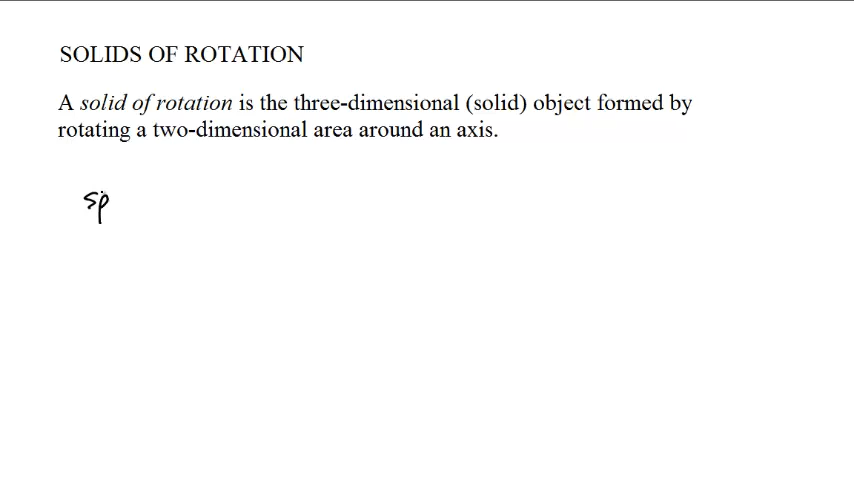 SOLIDS OF ROTATION
A solid of rotation is the three-dimensional (solid) object formed by
rotating a two-dimensional area around an axis.
sp